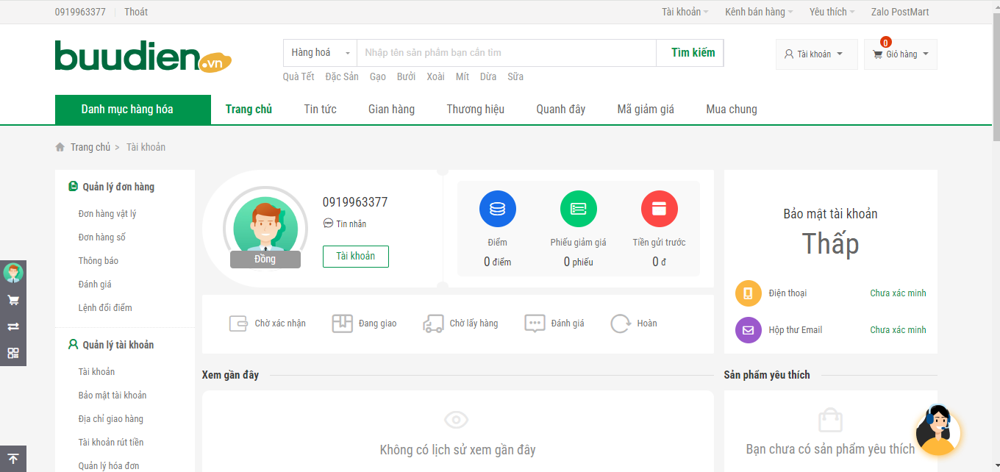 0919963377 Thoát Tài khoản Kênh bán hàng Yêu thích Zalo PostMart
buudien.vn
Hàng hoá Nhập tên sản phẩm bạn cần tìm Tìm kiếm
Tài khoản 0 Giỏ hàng
Quà Tết Đặc Sản Gạo Bưởi Xoài Mít Dừa Sữa
Danh mục hàng hóa Trang chủ Tin tức Gian hàng Thương hiệu Quanh đây Mã giảm giá Mua chung
Trang chủ > Tài khoản
Quản lý đơn hàng
Đơn hàng vật lý
Đơn hàng số
Thông báo
Đánh giá
Lệnh đổi điểm
Quản lý tài khoản
Tài khoản
Bảo mật tài khoản
Địa chỉ giao hàng
Tài khoản rút tiền
Quản lý hóa đơn
Đồng
0919963377
Tin nhắn
Tài khoản
Điểm Phiếu giảm giá Tiền gửi trước
0 điểm 0 phiếu 0 đ
Chờ xác nhận Đang giao Chờ lấy hàng Đánh giá Hoàn
Bảo mật tài khoản
Thấp
Điện thoại Chưa xác minh
Hộp thư Email Chưa xác minh
Xem gần đây
Không có lịch sử xem gần đây
Sản phẩm yêu thích
Bạn chưa có sản phẩm yêu thích